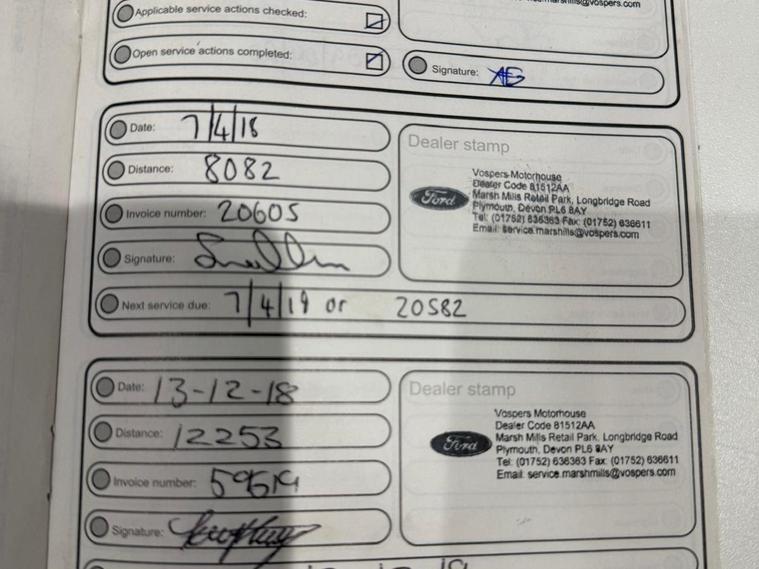 Applicable service actions checked:
Open service actions completed:
Signature: AG
Date: 7/4/18
Distance: 8082
Invoice number: 20605
Signature:
Next service due: 7/4/19 or 20582
Dealer stamp
Ford
Vospers Motorhouse
Dealer Code 81512AA
Marsh Mills Retail Park, Longbridge Road
Plymouth, Devon PL6 8AY
Tel: (01752) 636363 Fax: (01752) 636611
Email: service.marshmills@vospers.com
Date: 13-12-18
Distance: 12253
Invoice number: 59519
Signature:
Dealer stamp
Ford
Vospers Motorhouse
Dealer Code 81512AA
Marsh Mills Retail Park, Longbridge Road
Plymouth, Devon PL6 8AY
Tel: (01752) 636363 Fax: (01752) 636611
Email: service.marshmills@vospers.com